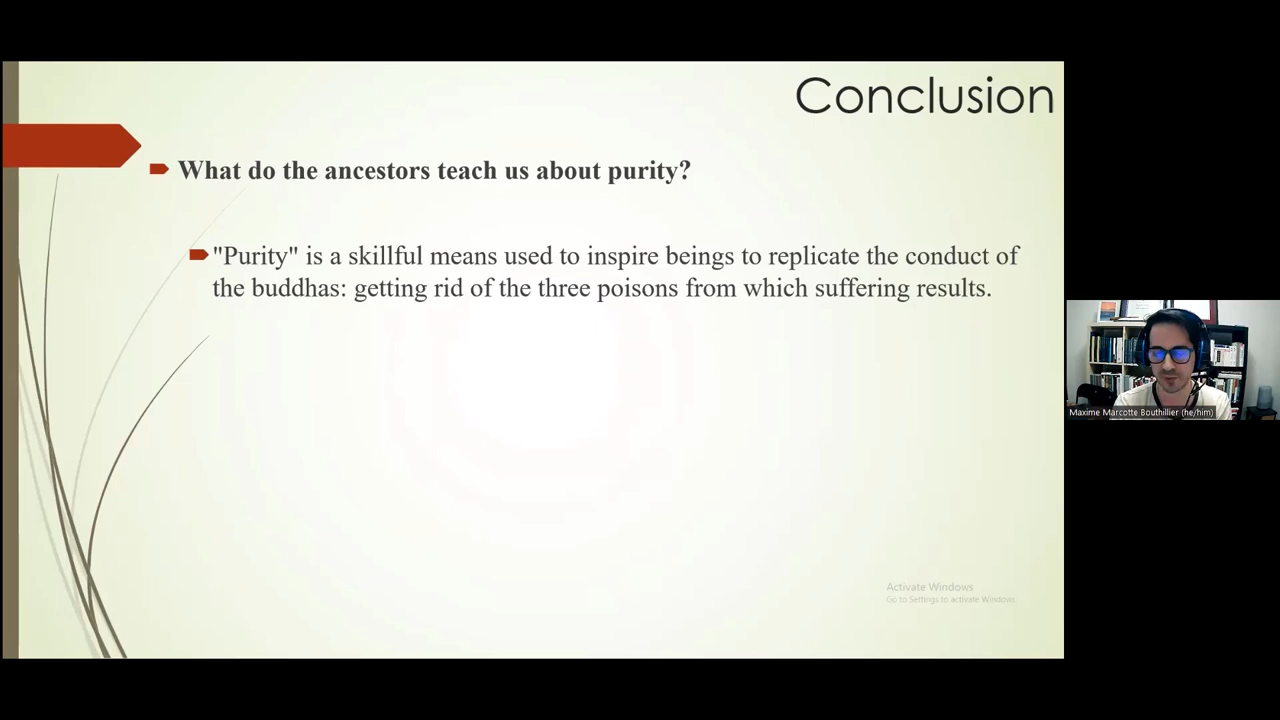 Conclusion
What do the ancestors teach us about purity?
"Purity" is a skillful means used to inspire beings to replicate the conduct of
the buddhas: getting rid of the three poisons from which suffering results.
Activate Windows
Go to Settings to activate Windows.
Maxime Marcotte Bouthillier (he/him)